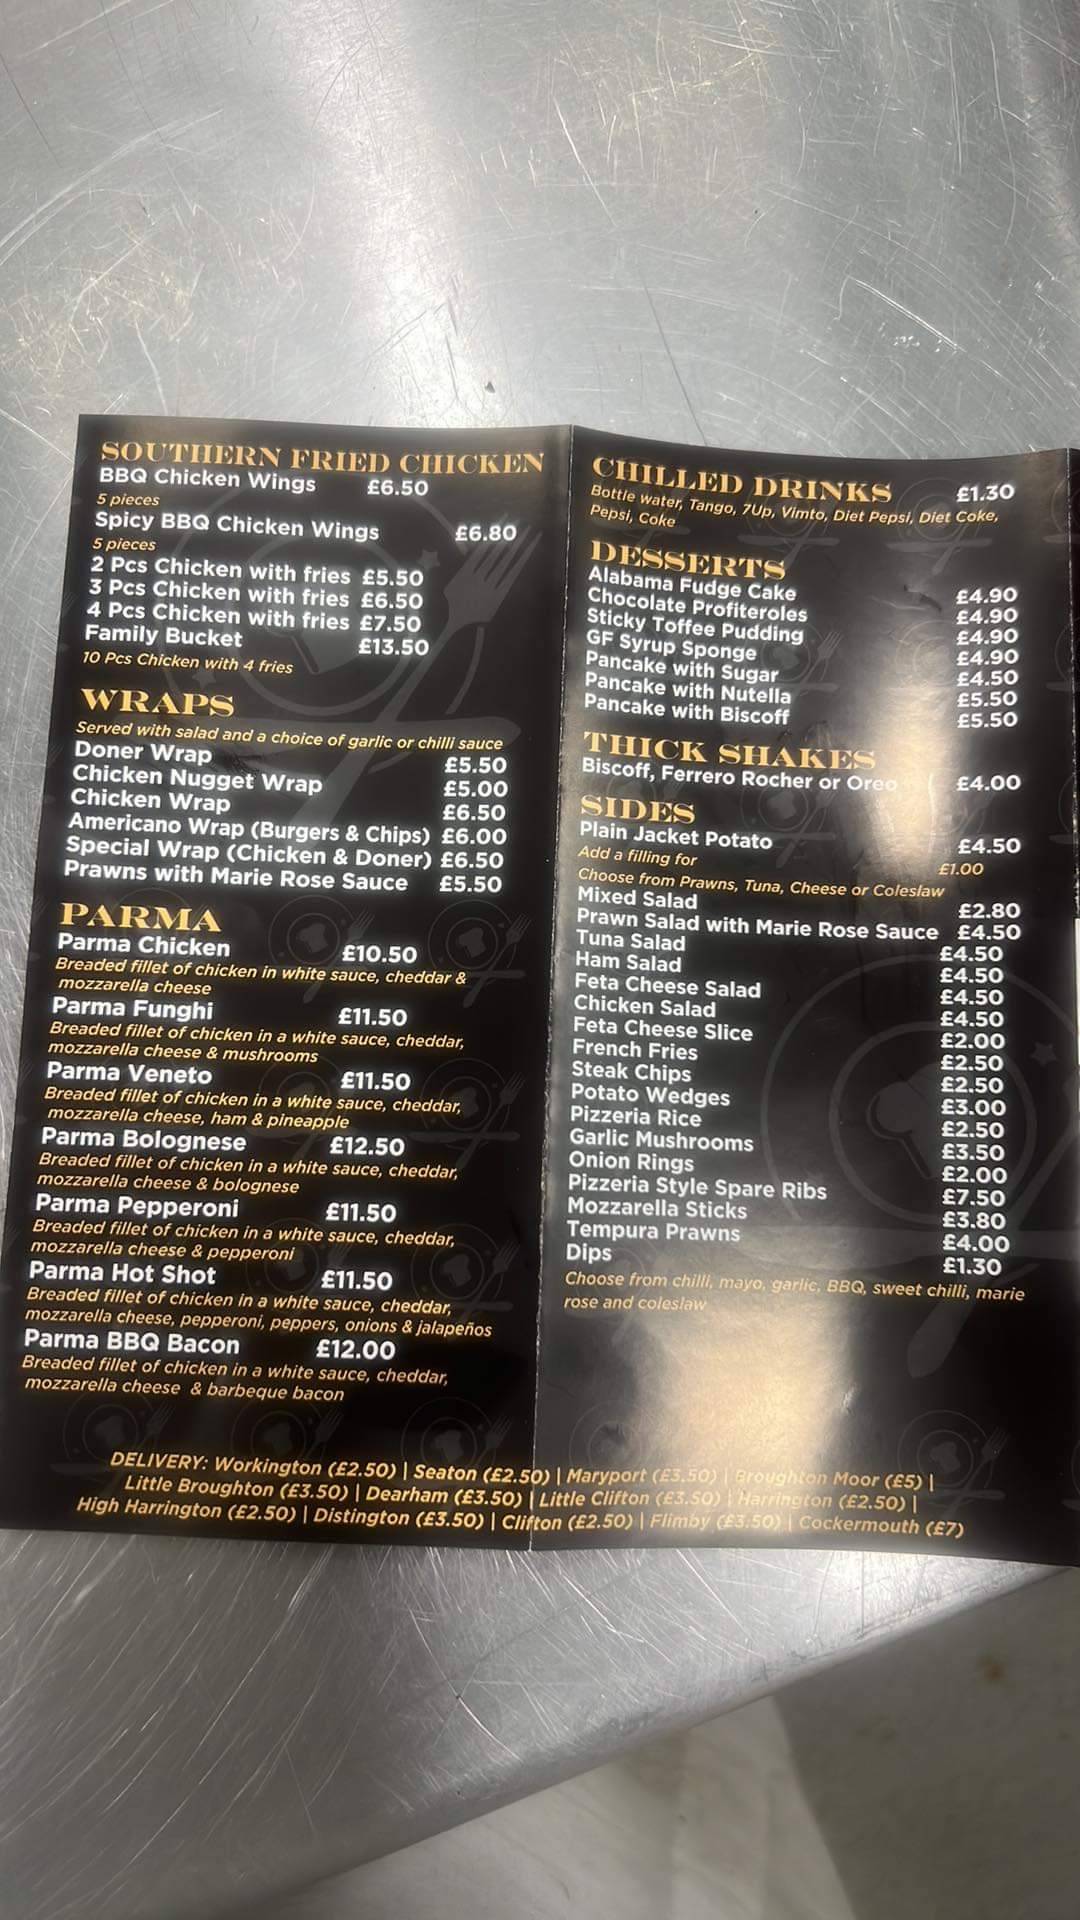 SOUTHERN FRIED CHICKEN
BBQ Chicken Wings £6.50
5 pieces
Spicy BBQ Chicken Wings £6.80
5 pieces
2 Pcs Chicken with fries £5.50
3 Pcs Chicken with fries £6.50
4 Pcs Chicken with fries £7.50
Family Bucket £13.50
10 Pcs Chicken with 4 fries
WRAPS
Served with salad and a choice of garlic or chilli sauce
Doner Wrap £5.50
Chicken Nugget Wrap £5.00
Chicken Wrap £6.50
Americano Wrap (Burgers & Chips) £6.00
Special Wrap (Chicken & Doner) £6.50
Prawns with Marie Rose Sauce £5.50
PARMA
Parma Chicken £10.50
Breaded fillet of chicken in white sauce, cheddar &
mozzarella cheese
Parma Funghi £11.50
Breaded fillet of chicken in a white sauce, cheddar,
mozzarella cheese & mushrooms
Parma Veneto £11.50
Breaded fillet of chicken in a white sauce, cheddar,
mozzarella cheese, ham & pineapple
Parma Bolognese £12.50
Breaded fillet of chicken in a white sauce, cheddar,
mozzarella cheese & bolognese
Parma Pepperoni £11.50
Breaded fillet of chicken in a white sauce, cheddar,
mozzarella cheese & pepperoni
Parma Hot Shot £11.50
Breaded fillet of chicken in a white sauce, cheddar,
mozzarella cheese, pepperoni, peppers, onions & jalapeños
Parma BBQ Bacon £12.00
Breaded fillet of chicken in a white sauce, cheddar,
mozzarella cheese & barbeque bacon
CHILLED DRINKS £1.30
Bottle water, Tango, 7Up, Vimto, Diet Pepsi, Diet Coke,
Pepsi, Coke
DESSERTS
Alabama Fudge Cake £4.90
Chocolate Profiteroles £4.90
Sticky Toffee Pudding £4.90
GF Syrup Sponge £4.90
Pancake with Sugar £4.50
Pancake with Nutella £5.50
Pancake with Biscoff £5.50
THICK SHAKES
Biscoff, Ferrero Rocher or Oreo £4.00
SIDES
Plain Jacket Potato £4.50
Add a filling for £1.00
Choose from Prawns, Tuna, Cheese or Coleslaw
Mixed Salad £2.80
Prawn Salad with Marie Rose Sauce £4.50
Tuna Salad £4.50
Ham Salad £4.50
Feta Cheese Salad £4.50
Chicken Salad £4.50
Feta Cheese Slice £2.00
French Fries £2.50
Steak Chips £2.50
Potato Wedges £3.00
Pizzeria Rice £2.50
Garlic Mushrooms £3.50
Onion Rings £2.00
Pizzeria Style Spare Ribs £7.50
Mozzarella Sticks £3.80
Tempura Prawns £4.00
Dips £1.30
Choose from chilli, mayo, garlic, BBQ, sweet chilli, marie
rose and coleslaw
DELIVERY: Workington (£2.50) | Seaton (£2.50) | Maryport (£3.50) | Broughton Moor (£5) |
Little Broughton (£3.50) | Dearham (£3.50) | Little Clifton (£3.50) | Harrington (£2.50) |
High Harrington (£2.50) | Distington (£3.50) | Clifton (£2.50) | Flimby (£3.50) | Cockermouth (£7)